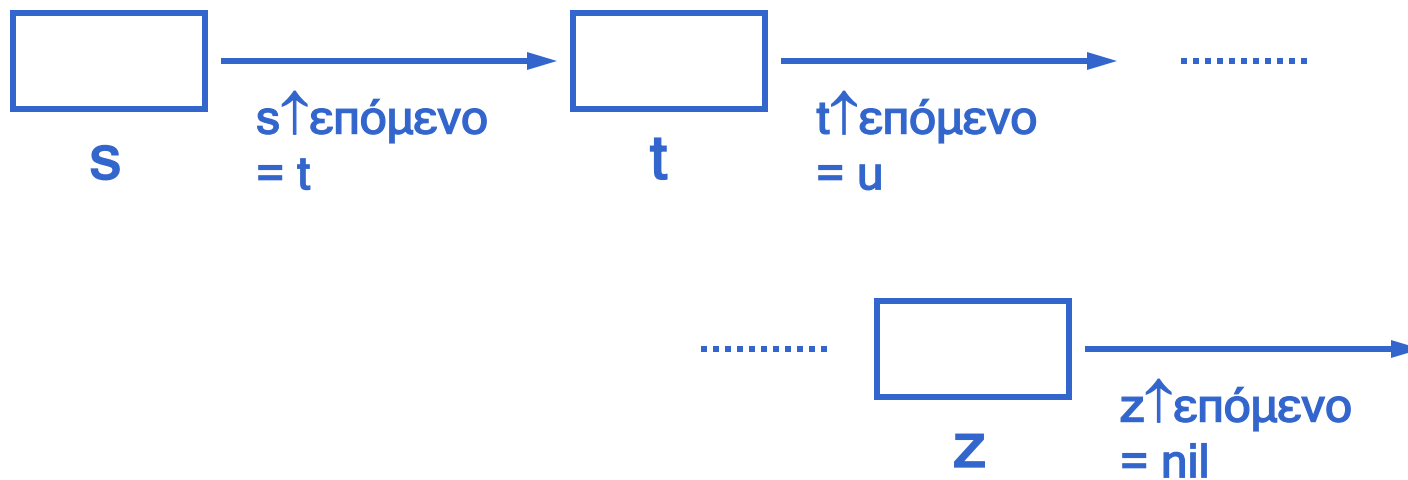 s↑επόμενο
= t
s
t↑επόμενο
= u
t
z↑επόμενο
= nil
z